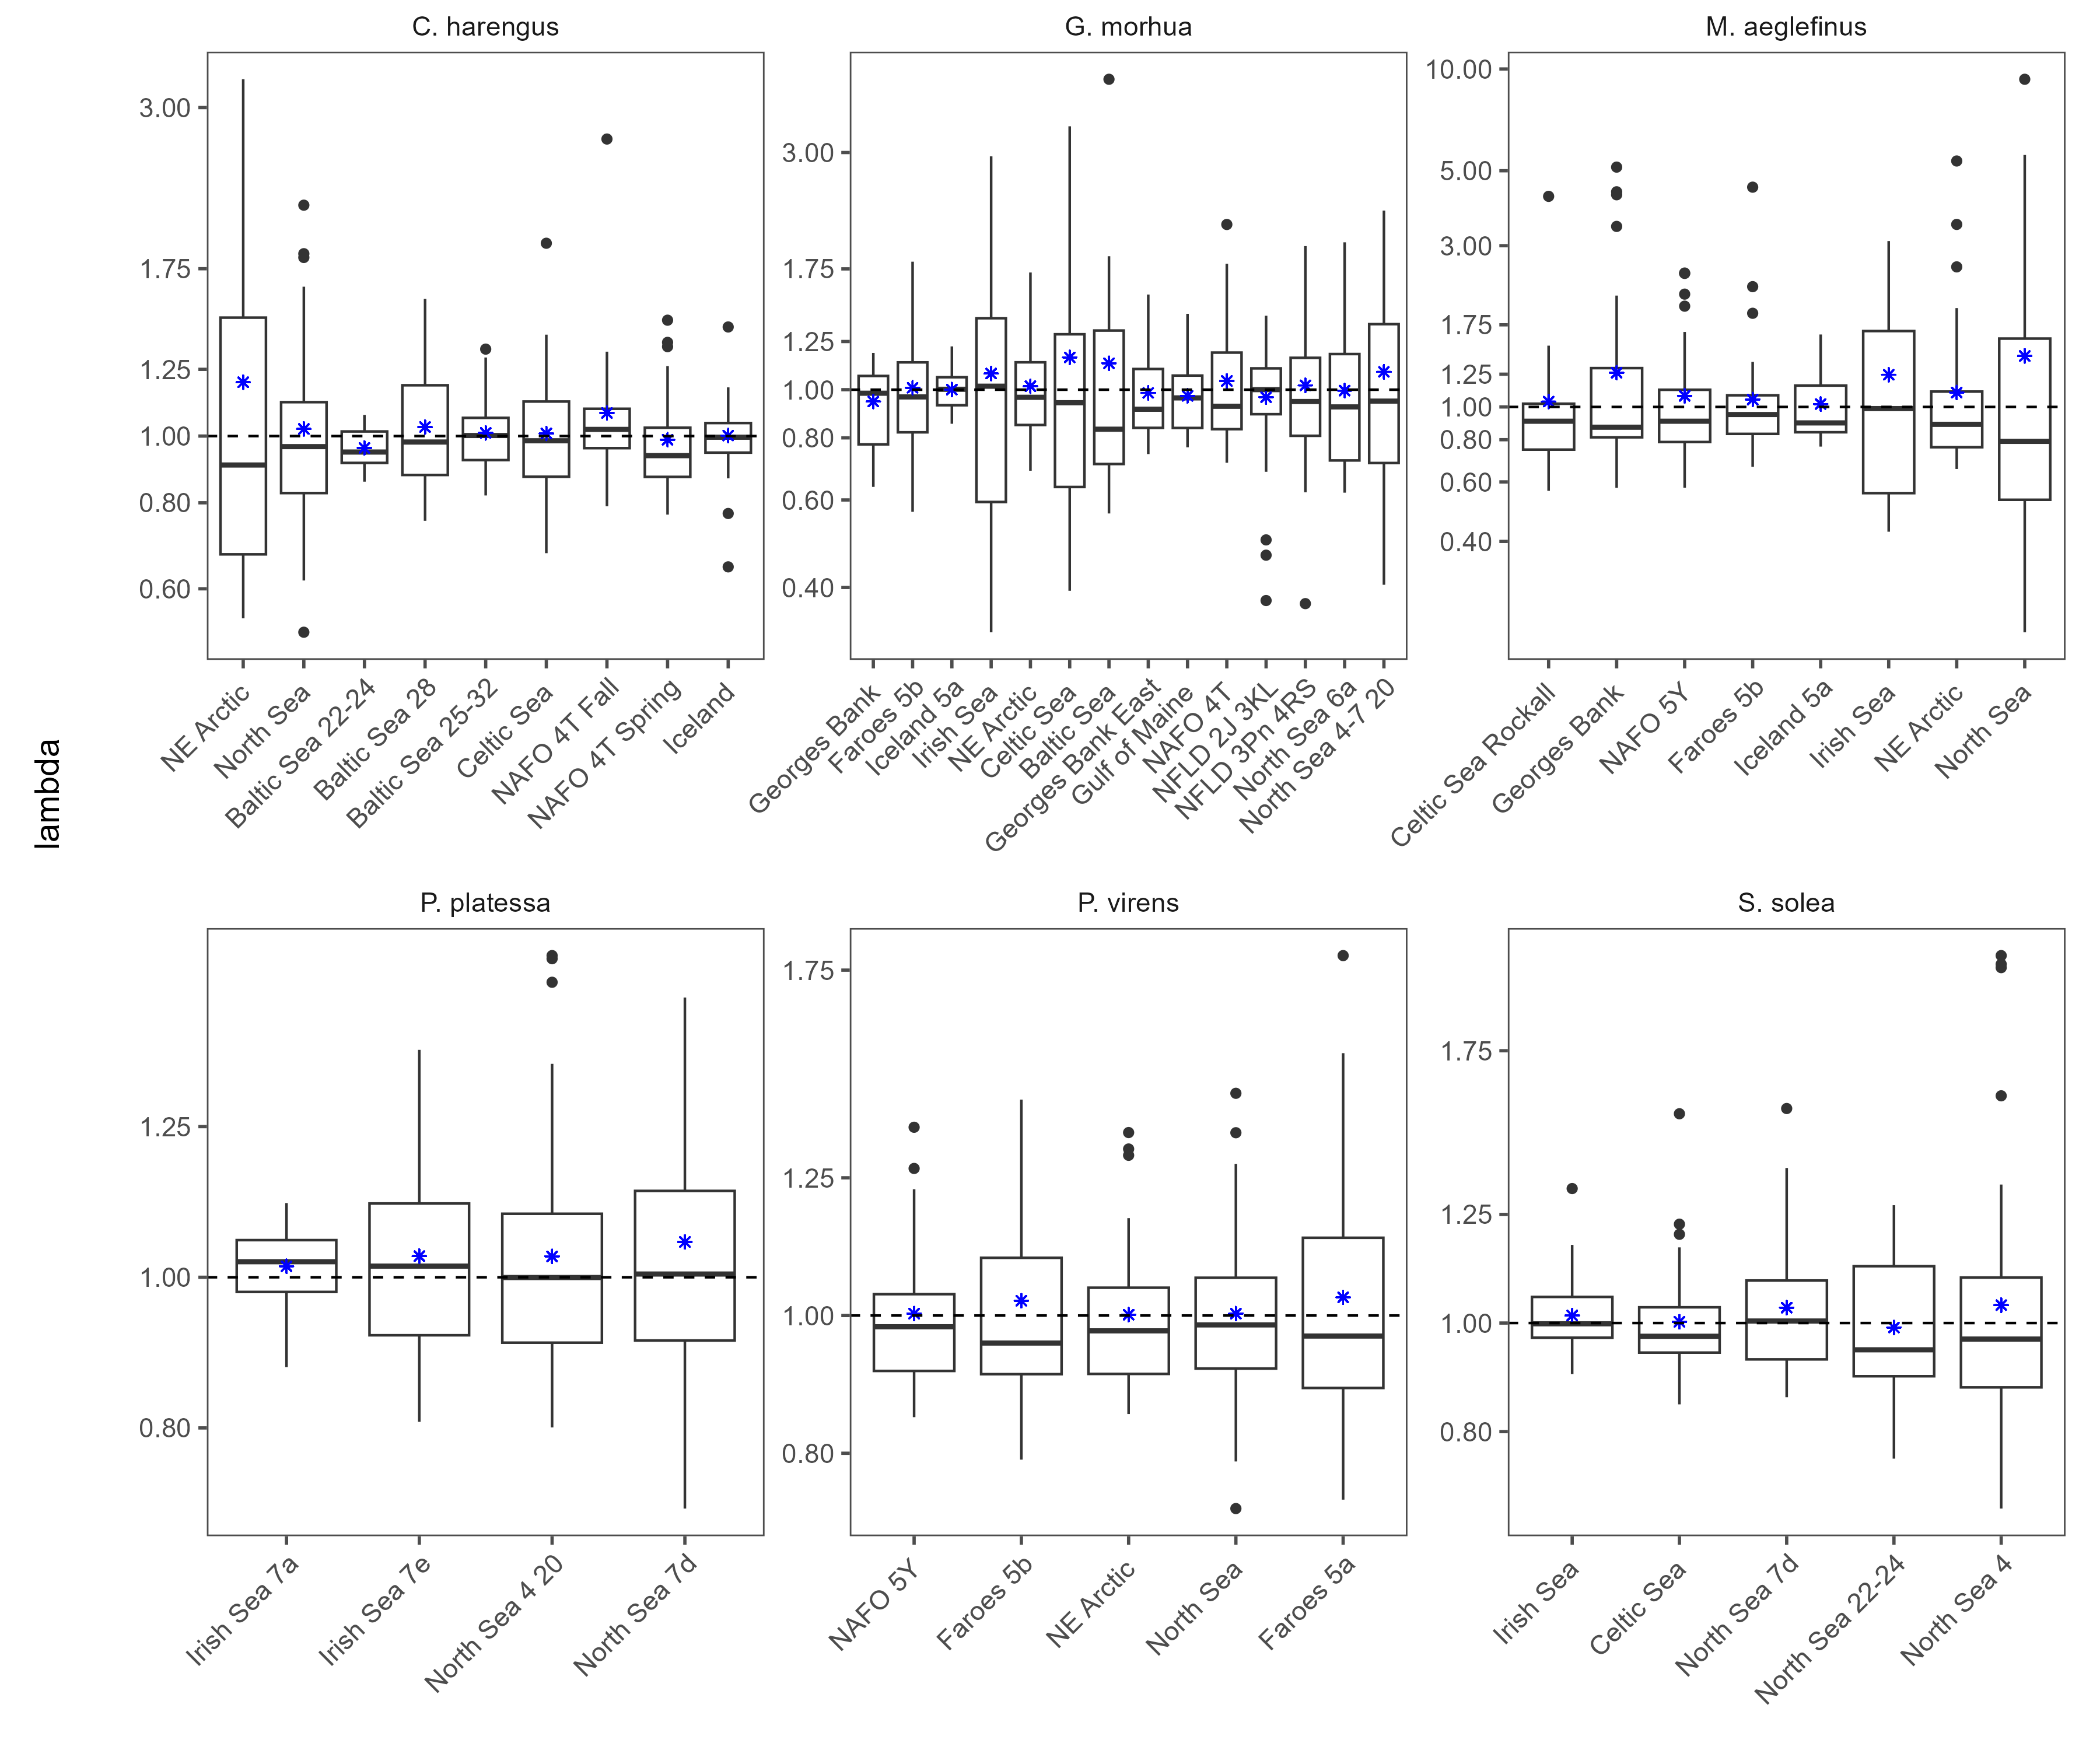 C. harengus
G. morhua
M. aeglefinus
3.00
1.75
1.25
1.00
0.80
0.60
3.00
1.75
1.25
1.00
0.80
0.60
0.40
10.00
5.00
3.00
1.75
1.25
1.00
0.80
0.60
0.40
NE Arctic
North Sea
Baltic Sea 22-24
Baltic Sea 28
Baltic Sea 25-32
Celtic Sea
NAFO 4T Fall
NAFO 4T Spring
Iceland
Georges Bank
Faroes 5b
Iceland 5a
Irish Sea
NE Arctic
Celtic Sea
Baltic Sea
Georges Bank East
Gulf of Maine
NAFO 4T
NFLD 2J 3KL
NFLD 3Pn 4RS
North Sea 6a
North Sea 4-7 20
Celtic Sea Rockall
Georges Bank
NAFO 5Y
Faroes 5b
Iceland 5a
Irish Sea
NE Arctic
North Sea
lambda
P. platessa
P. virens
S. solea
1.25
1.00
0.80
1.75
1.25
1.00
0.80
1.75
1.25
1.00
0.80
Irish Sea 7a
Irish Sea 7e
North Sea 4 20
North Sea 7d
NAFO 5Y
Faroes 5b
NE Arctic
North Sea
Faroes 5a
Irish Sea
Celtic Sea
North Sea 7d
North Sea 22-24
North Sea 4